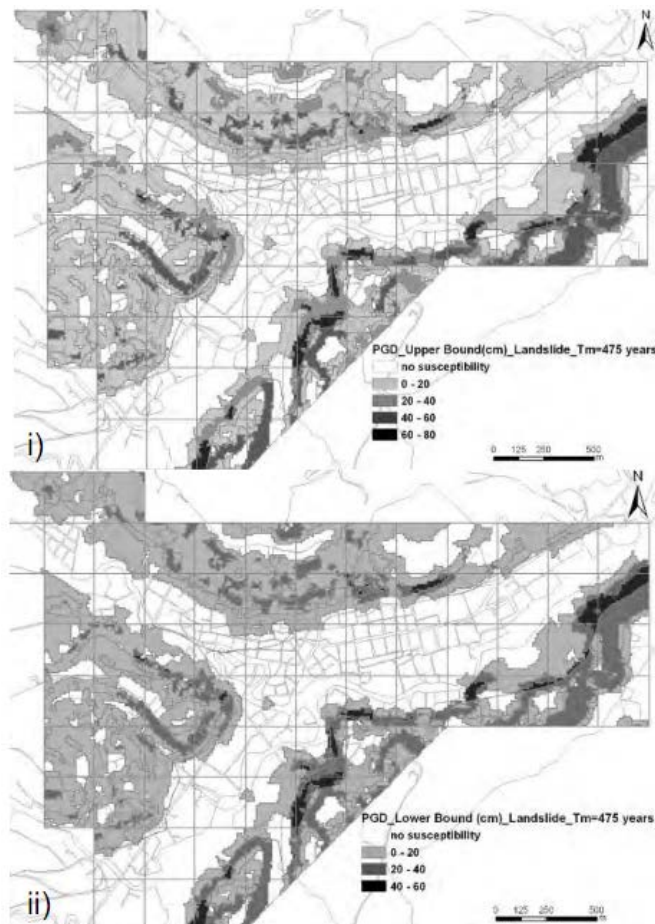 N
PGD_Upper Bound(cm)_Landslide_Tm=475 years
no susceptibility
0 - 20
20 - 40
40 - 60
60 - 80
0 125 250 500
m
i)
N
PGD_Lower Bound (cm)_Landslide_Tm=475 years
no susceptibility
0 - 20
20 - 40
40 - 60
0 125 250 500
m
ii)